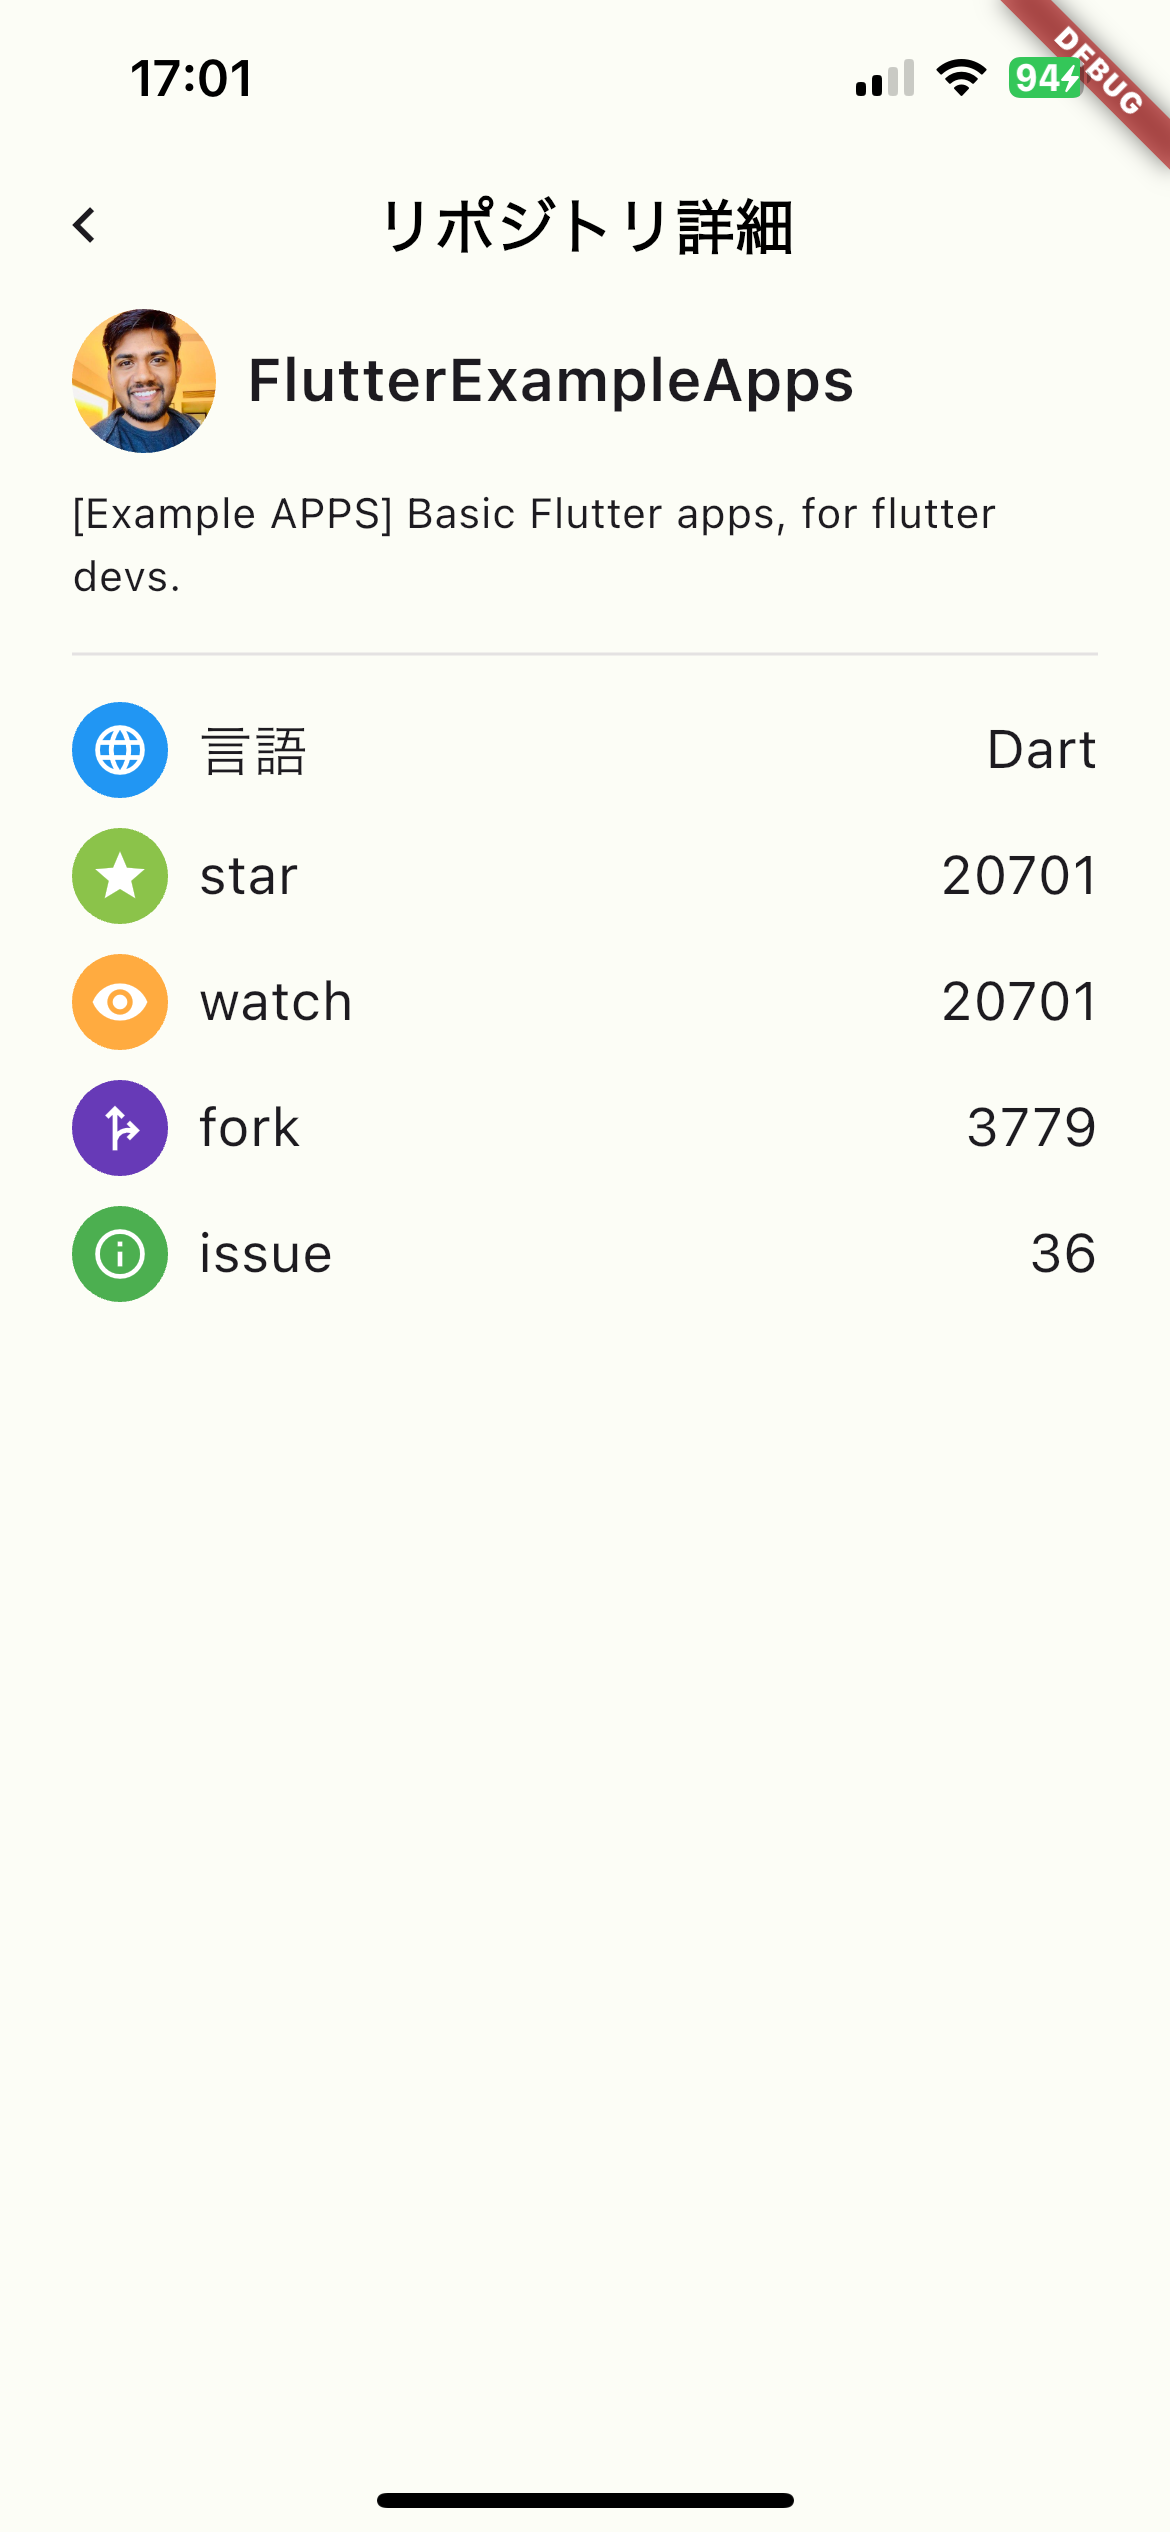 17:01
94
DEBUG
リポジトリ詳細
FlutterExampleApps
[Example APPS] Basic Flutter apps, for flutter
devs.
言語 Dart
star 20701
watch 20701
fork 3779
issue 36